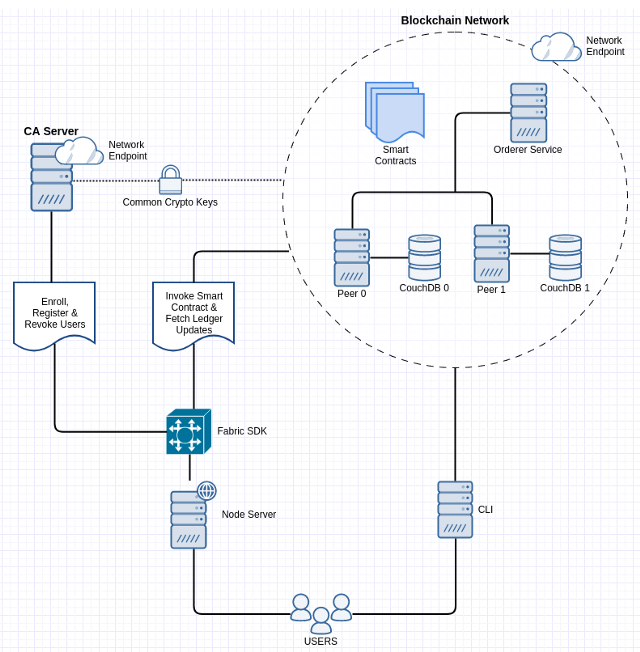 Blockchain Network
Network
Endpoint
CA Server
Network
Endpoint
Smart
Contracts
Orderer Service
Common Crypto Keys
Peer 0
CouchDB 0
Peer 1
CouchDB 1
Enroll,
Register &
Revoke Users
Invoke Smart
Contract &
Fetch Ledger
Updates
Fabric SDK
Node Server
CLI
USERS